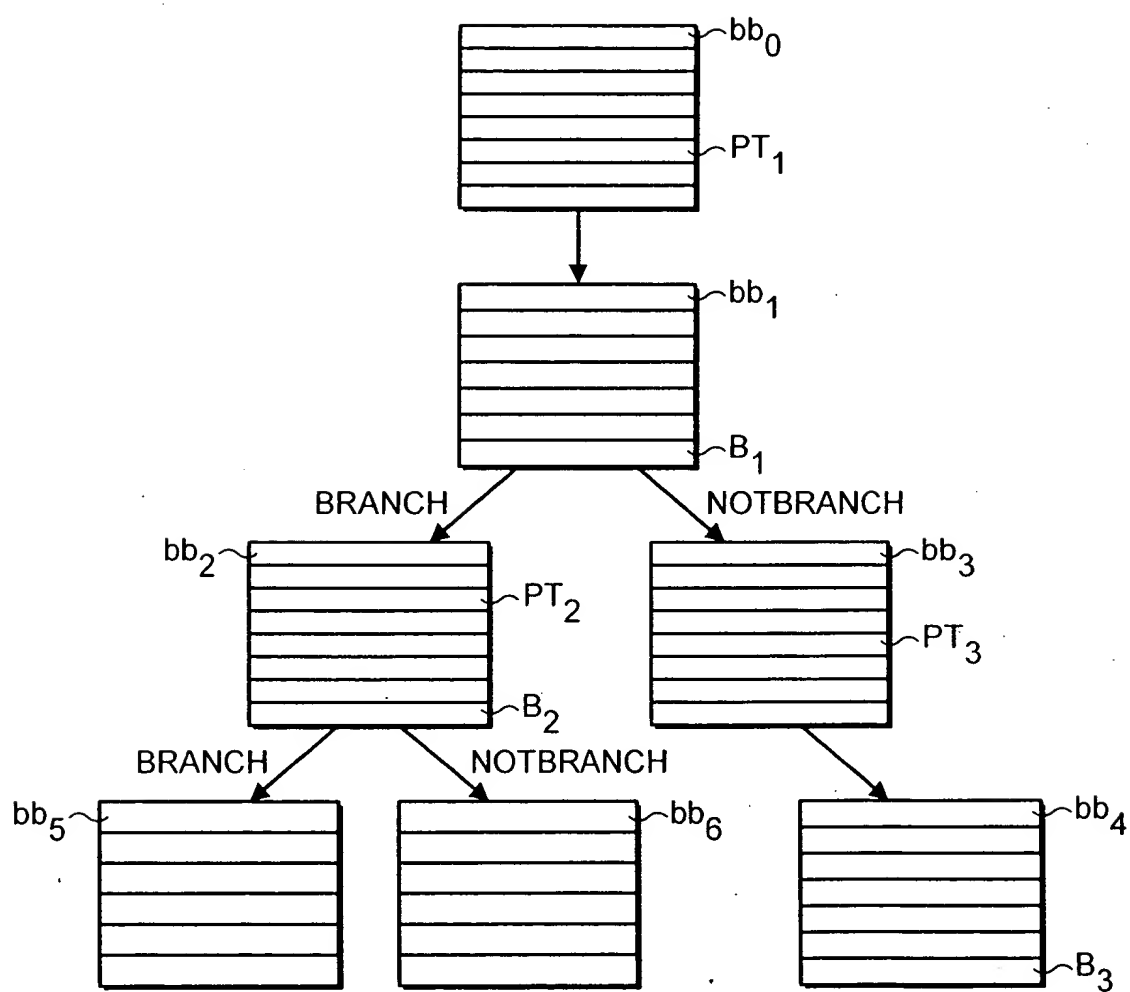 bb0
PT1
bb1
B1
BRANCH NOTBRANCH
bb2 bb3
PT2
PT3
B2
BRANCH NOTBRANCH
bb5 bb6 bb4
B3